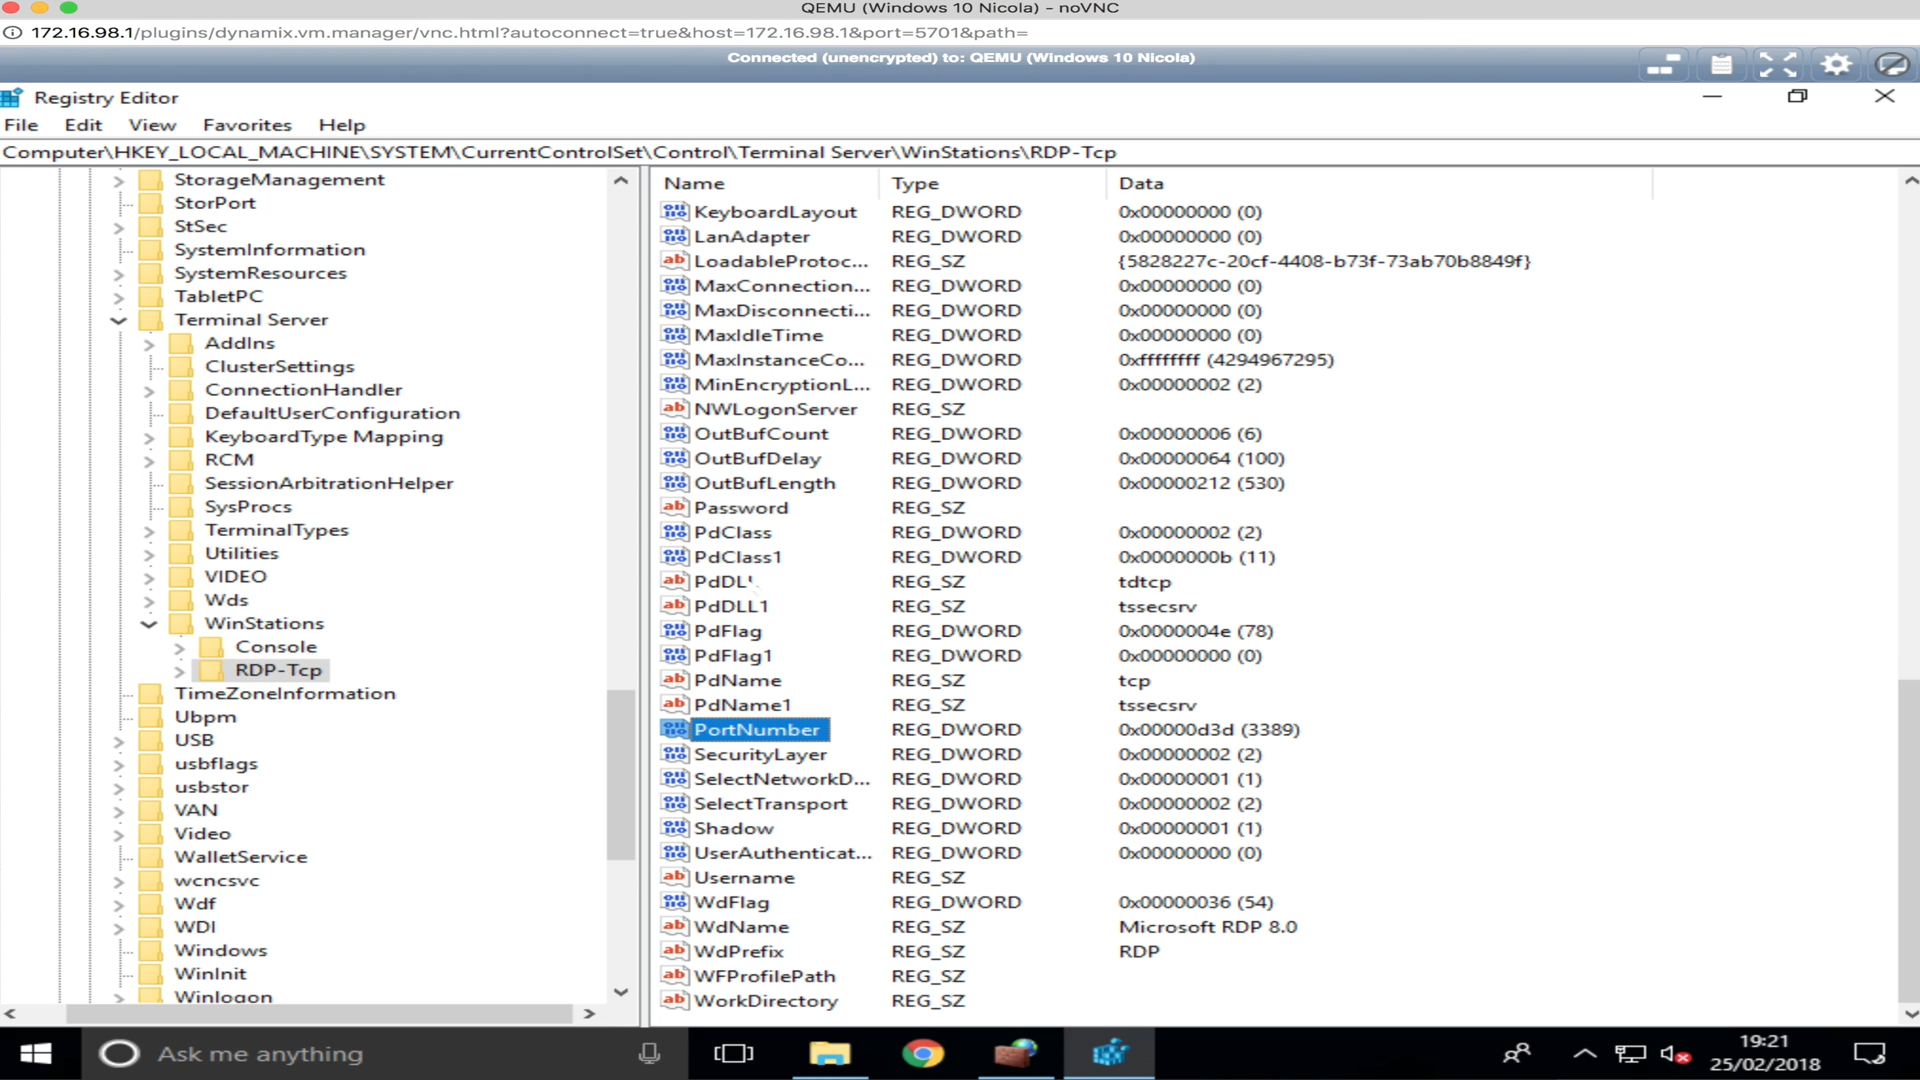 QEMU (Windows 10 Nicola) - noVNC
172.16.98.1/plugins/dynamix.vm.manager/vnc.html?autoconnect=true&host=172.16.98.1&port=5701&path=
Connected (unencrypted) to: QEMU (Windows 10 Nicola)
Registry Editor
File Edit View Favorites Help
Computer\HKEY_LOCAL_MACHINE\SYSTEM\CurrentControlSet\Control\Terminal Server\WinStations\RDP-Tcp
StorageManagement
StorPort
StSec
SystemInformation
SystemResources
TabletPC
Terminal Server
AddIns
ClusterSettings
ConnectionHandler
DefaultUserConfiguration
KeyboardType Mapping
RCM
SessionArbitrationHelper
SysProcs
TerminalTypes
Utilities
VIDEO
Wds
WinStations
Console
RDP-Tcp
TimeZoneInformation
Ubpm
USB
usbflags
usbstor
VAN
Video
WalletService
wcncsvc
Wdf
WDI
Windows
WinInit
Winlogon
Name Type Data
KeyboardLayout REG_DWORD 0x00000000 (0)
LanAdapter REG_DWORD 0x00000000 (0)
LoadableProtoc... REG_SZ {5828227c-20cf-4408-b73f-73ab70b8849f}
MaxConnection... REG_DWORD 0x00000000 (0)
MaxDisconnecti... REG_DWORD 0x00000000 (0)
MaxIdleTime REG_DWORD 0x00000000 (0)
MaxInstanceCo... REG_DWORD 0xffffffff (4294967295)
MinEncryptionL... REG_DWORD 0x00000002 (2)
NWLogonServer REG_SZ
OutBufCount REG_DWORD 0x00000006 (6)
OutBufDelay REG_DWORD 0x00000064 (100)
OutBufLength REG_DWORD 0x00000212 (530)
Password REG_SZ
PdClass REG_DWORD 0x00000002 (2)
PdClass1 REG_DWORD 0x0000000b (11)
PdDLL REG_SZ tdtcp
PdDLL1 REG_SZ tssecsrv
PdFlag REG_DWORD 0x0000004e (78)
PdFlag1 REG_DWORD 0x00000000 (0)
PdName REG_SZ tcp
PdName1 REG_SZ tssecsrv
PortNumber REG_DWORD 0x00000d3d (3389)
SecurityLayer REG_DWORD 0x00000002 (2)
SelectNetworkD... REG_DWORD 0x00000001 (1)
SelectTransport REG_DWORD 0x00000002 (2)
Shadow REG_DWORD 0x00000001 (1)
UserAuthenticat... REG_DWORD 0x00000000 (0)
Username REG_SZ
WdFlag REG_DWORD 0x00000036 (54)
WdName REG_SZ Microsoft RDP 8.0
WdPrefix REG_SZ RDP
WFProfilePath REG_SZ
WorkDirectory REG_SZ
Ask me anything
19:21
25/02/2018